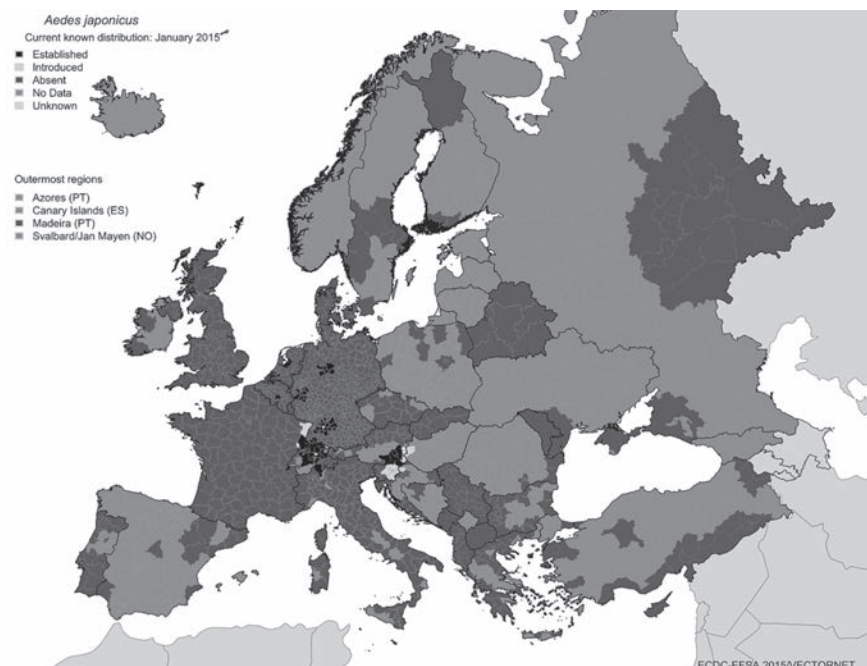 Aedes japonicus
Current known distribution: January 2015
Established
Introduced
Absent
No Data
Unknown
Outermost regions
Azores (PT)
Canary Islands (ES)
Madeira (PT)
Svalbard/Jan Mayen (NO)
ECDC-EFSA 2015/VECTORNET